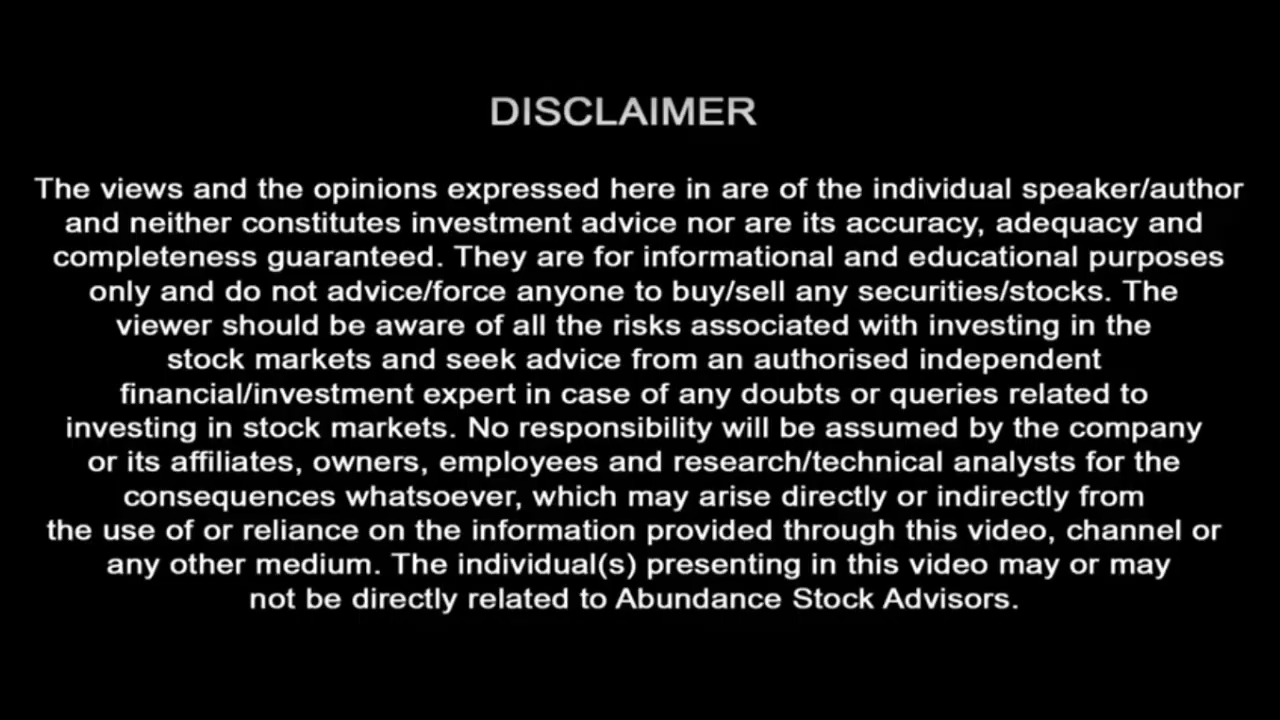 DISCLAIMER
The views and the opinions expressed here in are of the individual speaker/author
and neither constitutes investment advice nor are its accuracy, adequacy and
completeness guaranteed. They are for informational and educational purposes
only and do not advice/force anyone to buy/sell any securities/stocks. The
viewer should be aware of all the risks associated with investing in the
stock markets and seek advice from an authorised independent
financial/investment expert in case of any doubts or queries related to
investing in stock markets. No responsibility will be assumed by the company
or its affiliates, owners, employees and research/technical analysts for the
consequences whatsoever, which may arise directly or indirectly from
the use of or reliance on the information provided through this video, channel or
any other medium. The individual(s) presenting in this video may or may
not be directly related to Abundance Stock Advisors.